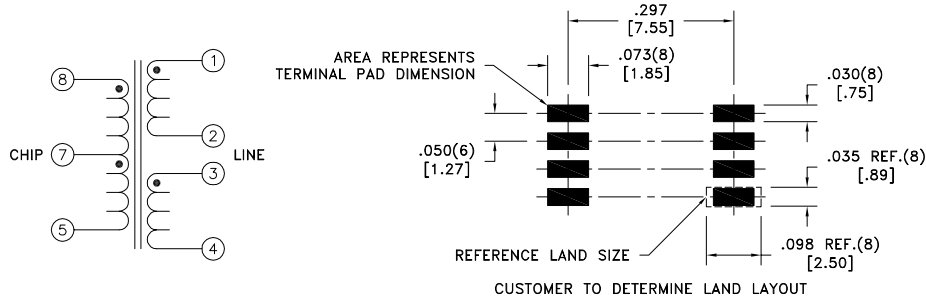 1
8
2
CHIP
7
LINE
3
5
4
.297
[7.55]
AREA REPRESENTS
TERMINAL PAD DIMENSION
.073(8)
[1.85]
.030(8)
[.75]
.050(6)
[1.27]
.035 REF.(8)
[.89]
REFERENCE LAND SIZE
.098 REF.(8)
[2.50]
CUSTOMER TO DETERMINE LAND LAYOUT